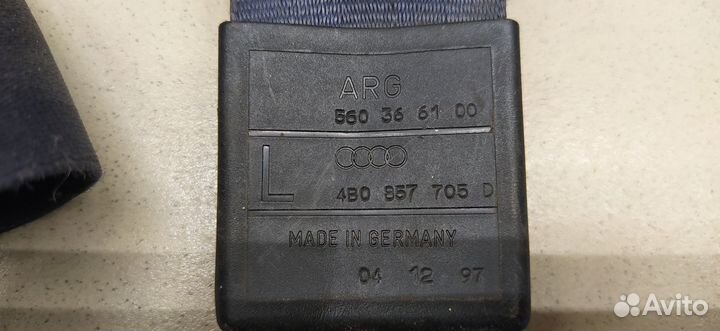 ARG
560 36 61 00
L
4B0 857 705 D
MADE IN GERMANY
04 12 97
Avito